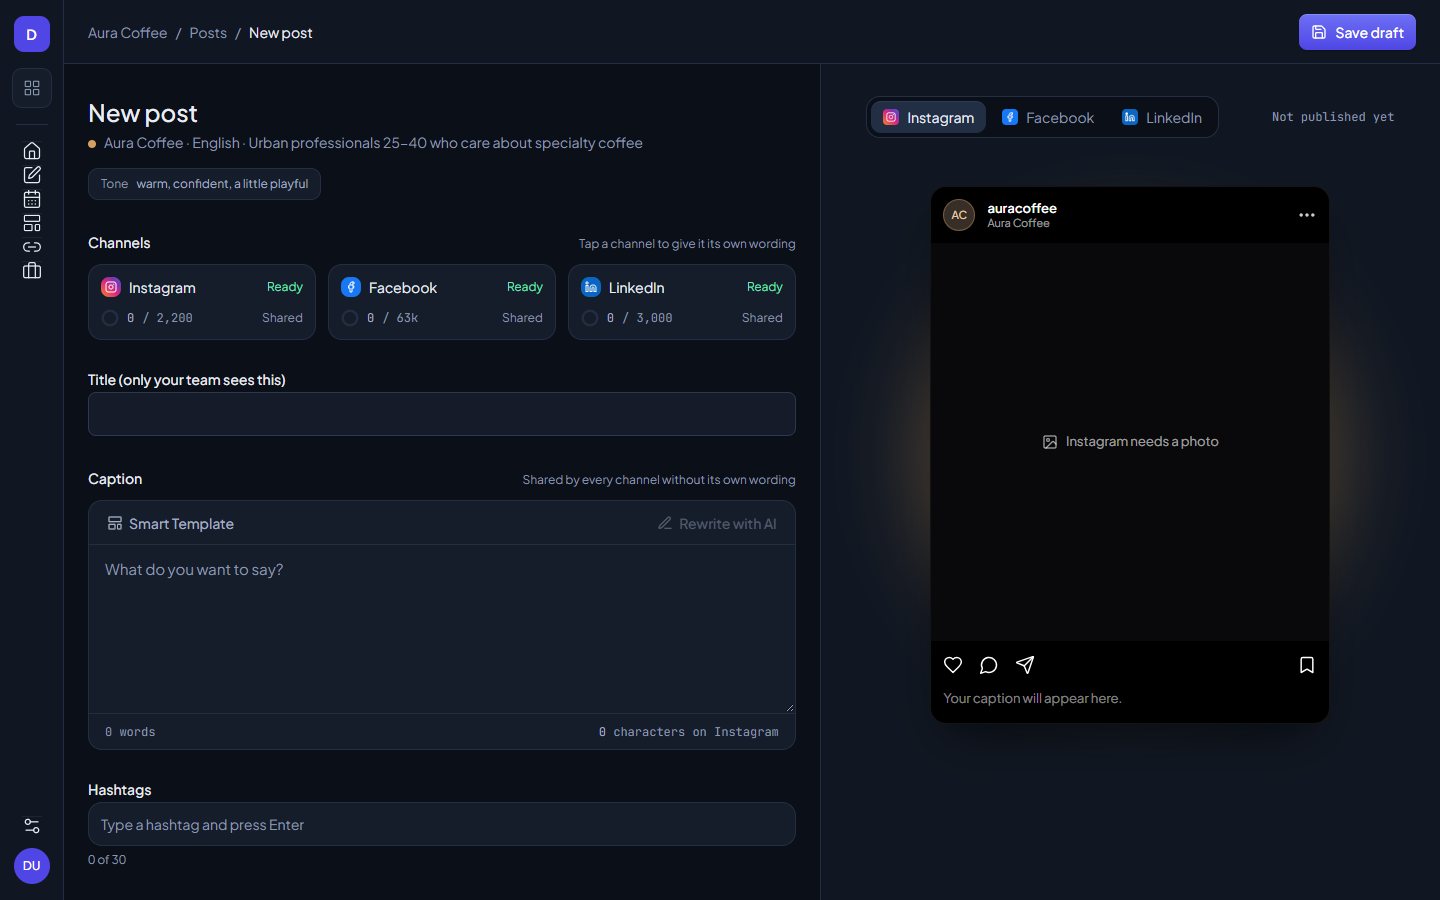 D
Aura Coffee / Posts / New post
Save draft
New post
Aura Coffee · English · Urban professionals 25–40 who care about specialty coffee
Tone warm, confident, a little playful
Channels
Tap a channel to give it its own wording
Instagram Ready
0 / 2,200 Shared
Facebook Ready
0 / 63k Shared
LinkedIn Ready
0 / 3,000 Shared
Title (only your team sees this)
Caption
Shared by every channel without its own wording
Smart Template
Rewrite with AI
What do you want to say?
0 words
0 characters on Instagram
Hashtags
Type a hashtag and press Enter
0 of 30
DU
Instagram Facebook LinkedIn
Not published yet
AC
auracoffee
Aura Coffee
Instagram needs a photo
Your caption will appear here.